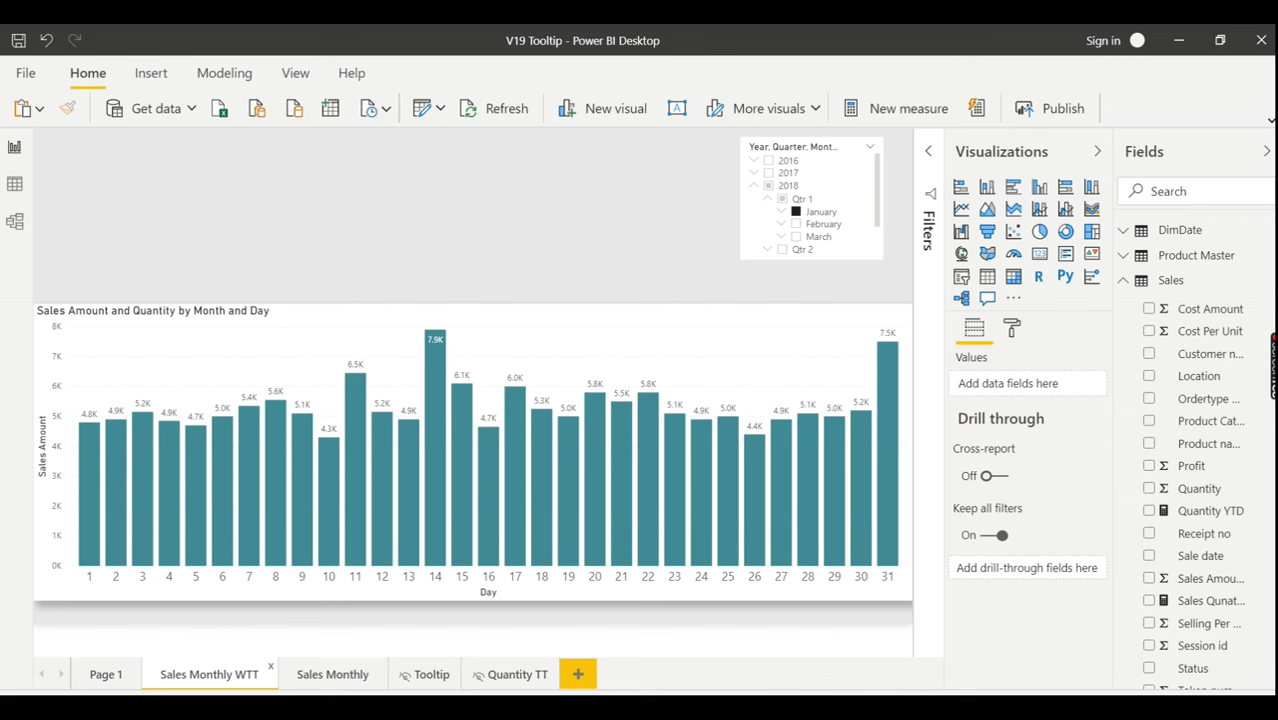 V19 Tooltip - Power BI Desktop
Sign in
File Home Insert Modeling View Help
Get data Refresh New visual More visuals New measure Publish
Year, Quarter, Mont...
2016
2017
2018
Qtr 1
January
February
March
Qtr 2
Filters
Sales Amount and Quantity by Month and Day
Sales Amount
8K
7K
6K
5K
4K
3K
2K
1K
0K
4.8K 4.9K 5.2K 4.9K 4.7K 5.0K 5.4K 5.6K 5.1K 4.3K 6.5K 5.2K 4.9K 7.9K 6.1K 4.7K 6.0K 5.3K 5.0K 5.8K 5.5K 5.8K 5.1K 4.9K 5.0K 4.4K 4.9K 5.1K 5.0K 5.2K 7.5K
1 2 3 4 5 6 7 8 9 10 11 12 13 14 15 16 17 18 19 20 21 22 23 24 25 26 27 28 29 30 31
Day
Visualizations
R Py
123
Values
Add data fields here
Drill through
Cross-report
Off
Keep all filters
On
Add drill-through fields here
Fields
Search
DimDate
Product Master
Sales
Cost Amount
Cost Per Unit
Customer n...
Location
Ordertype ...
Product Cat...
Product na...
Profit
Quantity
Quantity YTD
Receipt no
Sale date
Sales Amou...
Sales Qunat...
Selling Per ...
Session id
Status
Page 1 Sales Monthly WTT Sales Monthly Tooltip Quantity TT